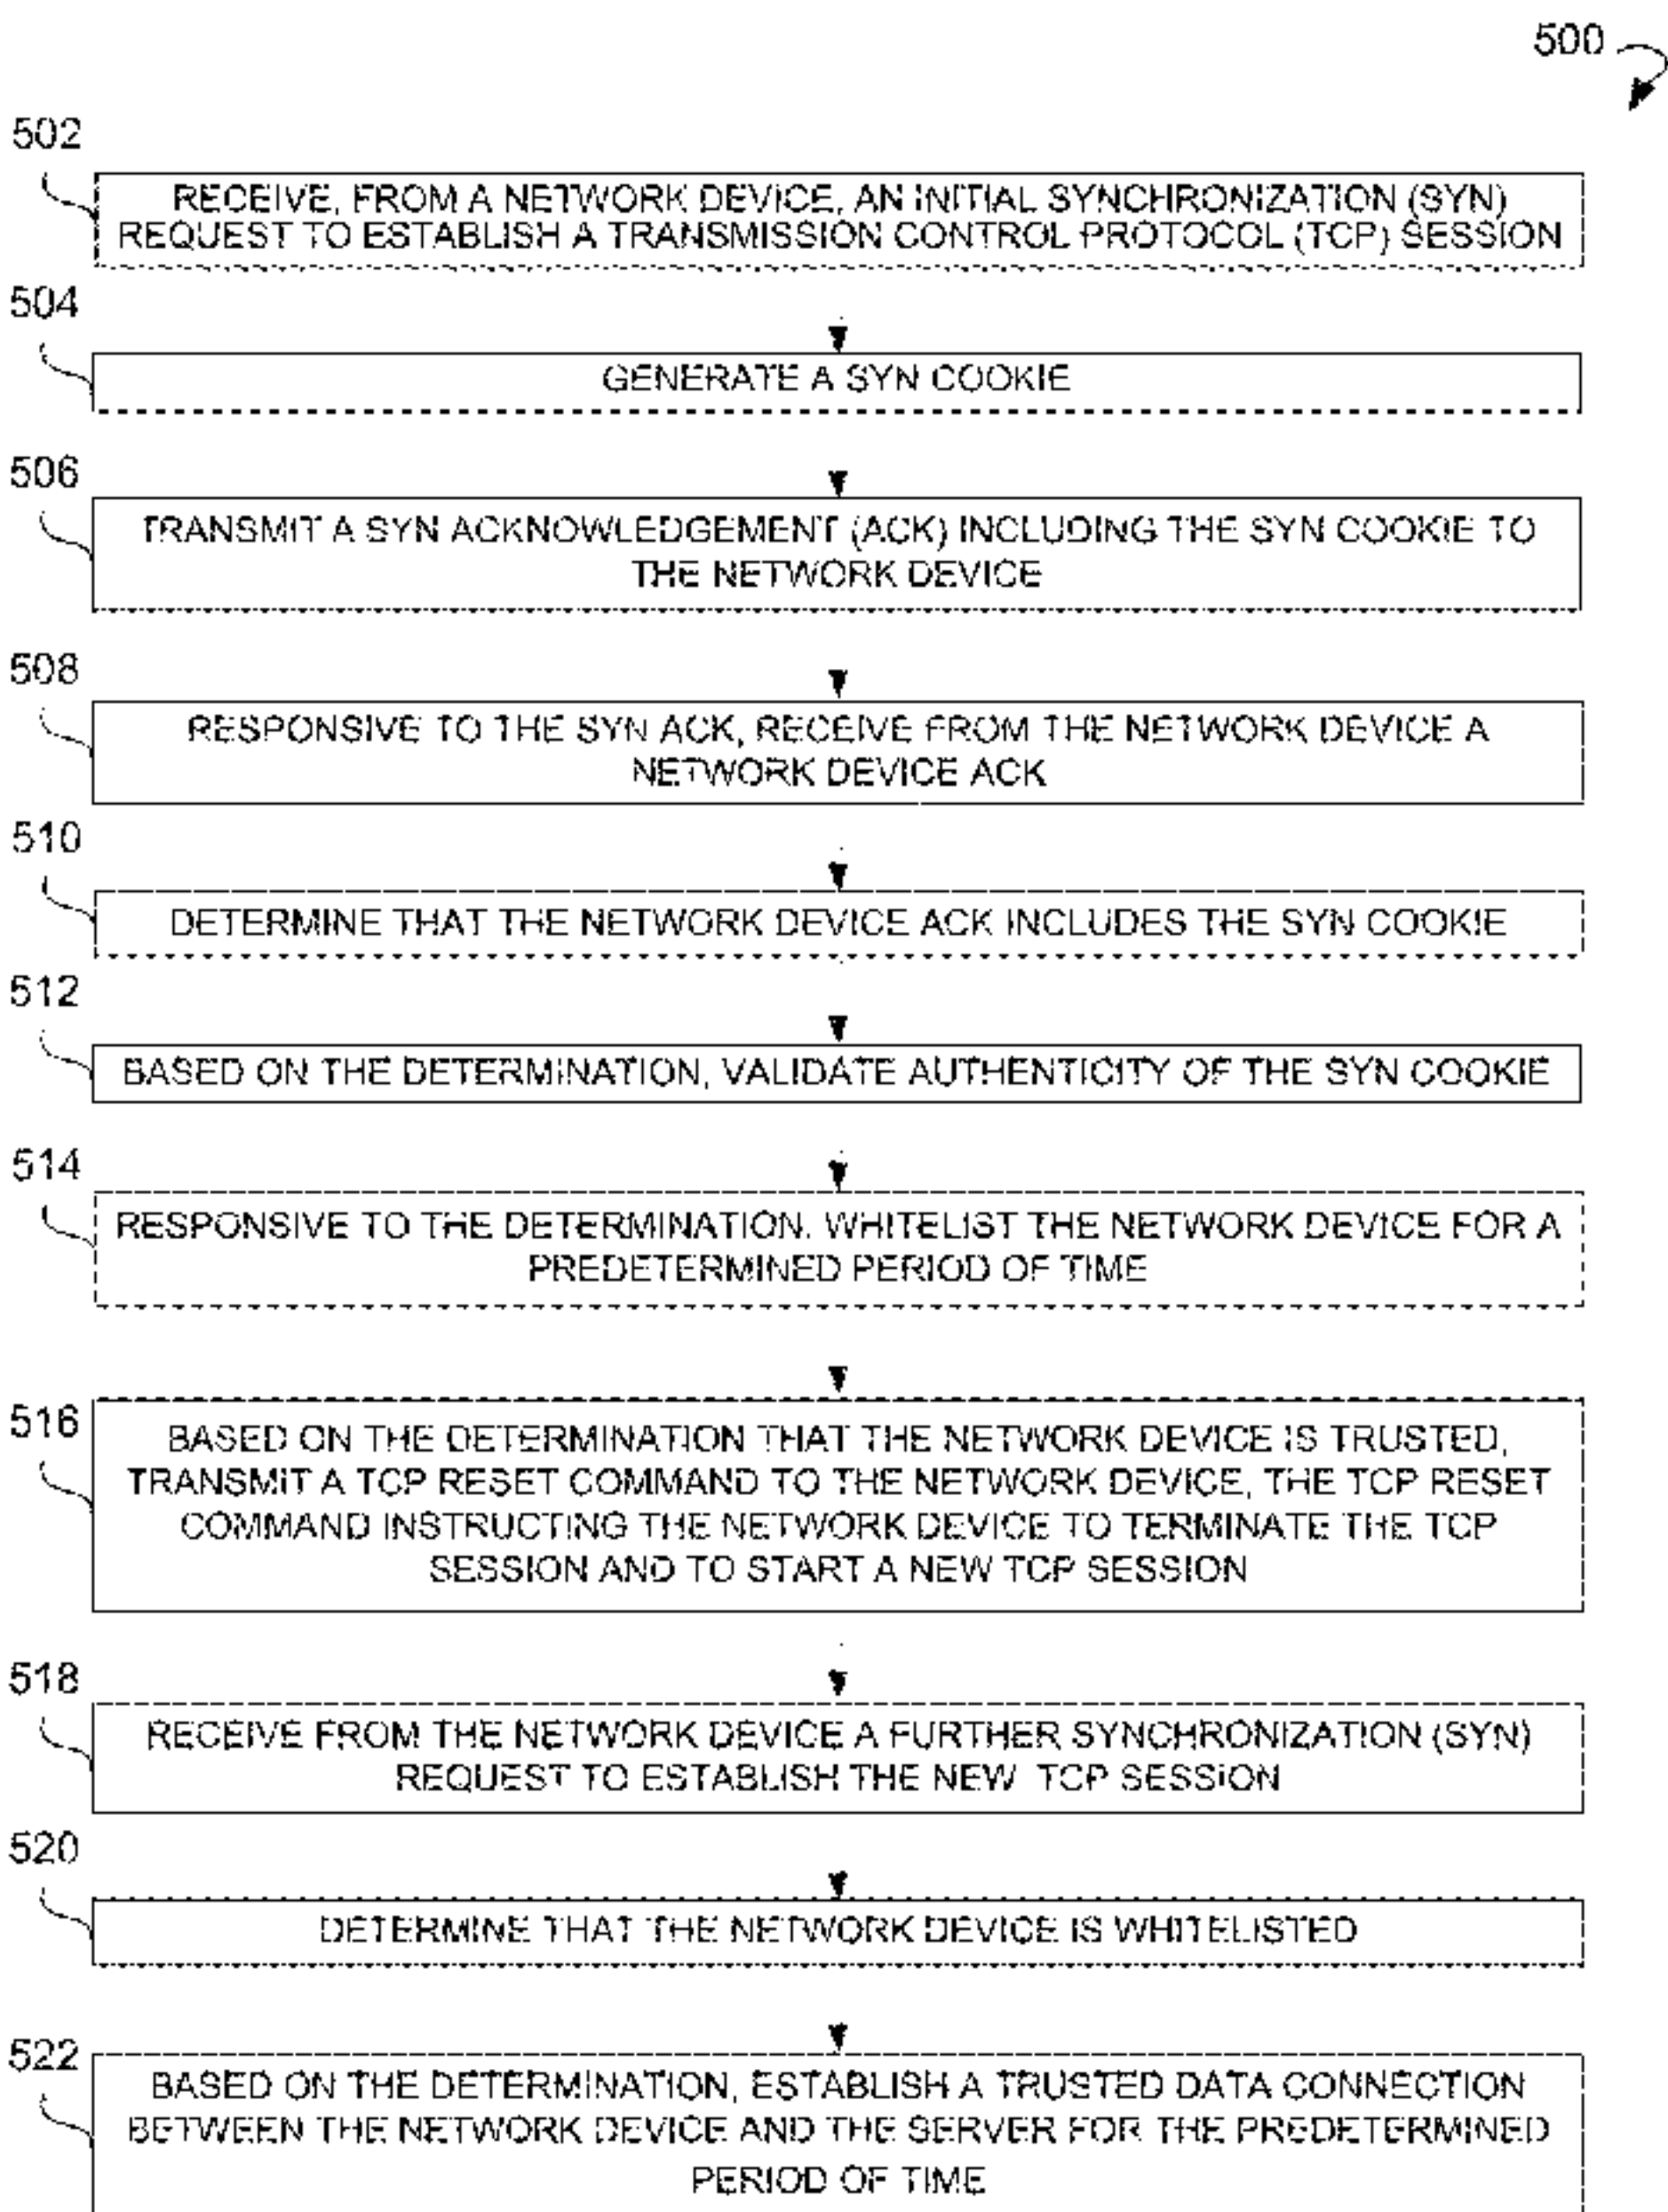 500
502
RECEIVE, FROM A NETWORK DEVICE, AN INITIAL SYNCHRONIZATION (SYN)
REQUEST TO ESTABLISH A TRANSMISSION CONTROL PROTOCOL (TCP) SESSION
504
GENERATE A SYN COOKIE
506
TRANSMIT A SYN ACKNOWLEDGEMENT (ACK) INCLUDING THE SYN COOKIE TO
THE NETWORK DEVICE
508
RESPONSIVE TO THE SYN ACK, RECEIVE FROM THE NETWORK DEVICE A
NETWORK DEVICE ACK
510
DETERMINE THAT THE NETWORK DEVICE ACK INCLUDES THE SYN COOKIE
512
BASED ON THE DETERMINATION, VALIDATE AUTHENTICITY OF THE SYN COOKIE
514
RESPONSIVE TO THE DETERMINATION, WHITELIST THE NETWORK DEVICE FOR A
PREDETERMINED PERIOD OF TIME
516
BASED ON THE DETERMINATION THAT THE NETWORK DEVICE IS TRUSTED,
TRANSMIT A TCP RESET COMMAND TO THE NETWORK DEVICE, THE TCP RESET
COMMAND INSTRUCTING THE NETWORK DEVICE TO TERMINATE THE TCP
SESSION AND TO START A NEW TCP SESSION
518
RECEIVE FROM THE NETWORK DEVICE A FURTHER SYNCHRONIZATION (SYN)
REQUEST TO ESTABLISH THE NEW TCP SESSION
520
DETERMINE THAT THE NETWORK DEVICE IS WHITELISTED
522
BASED ON THE DETERMINATION, ESTABLISH A TRUSTED DATA CONNECTION
BETWEEN THE NETWORK DEVICE AND THE SERVER FOR THE PREDETERMINED
PERIOD OF TIME